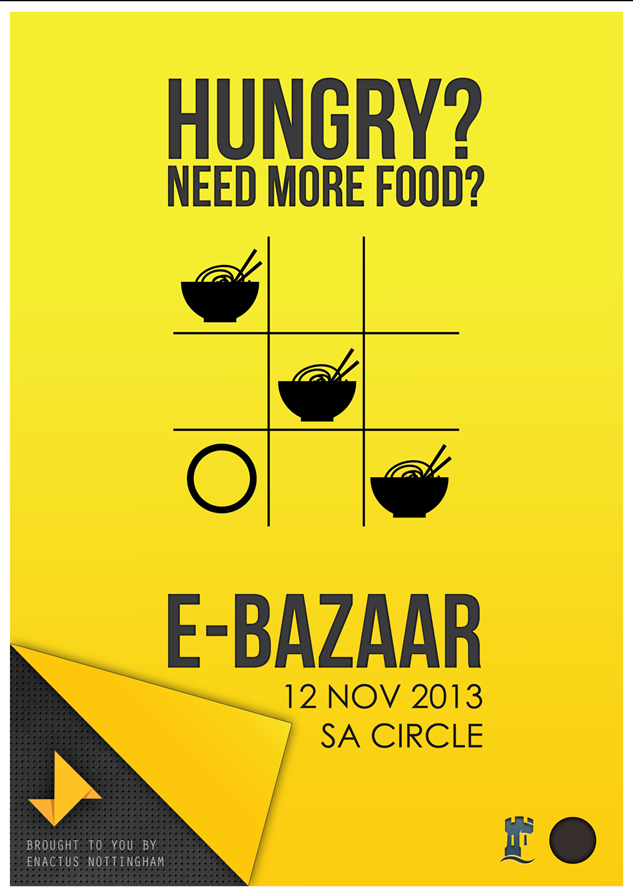 HUNGRY?
NEED MORE FOOD?
E-BAZAAR
12 NOV 2013
SA CIRCLE
BROUGHT TO YOU BY
ENACTUS NOTTINGHAM